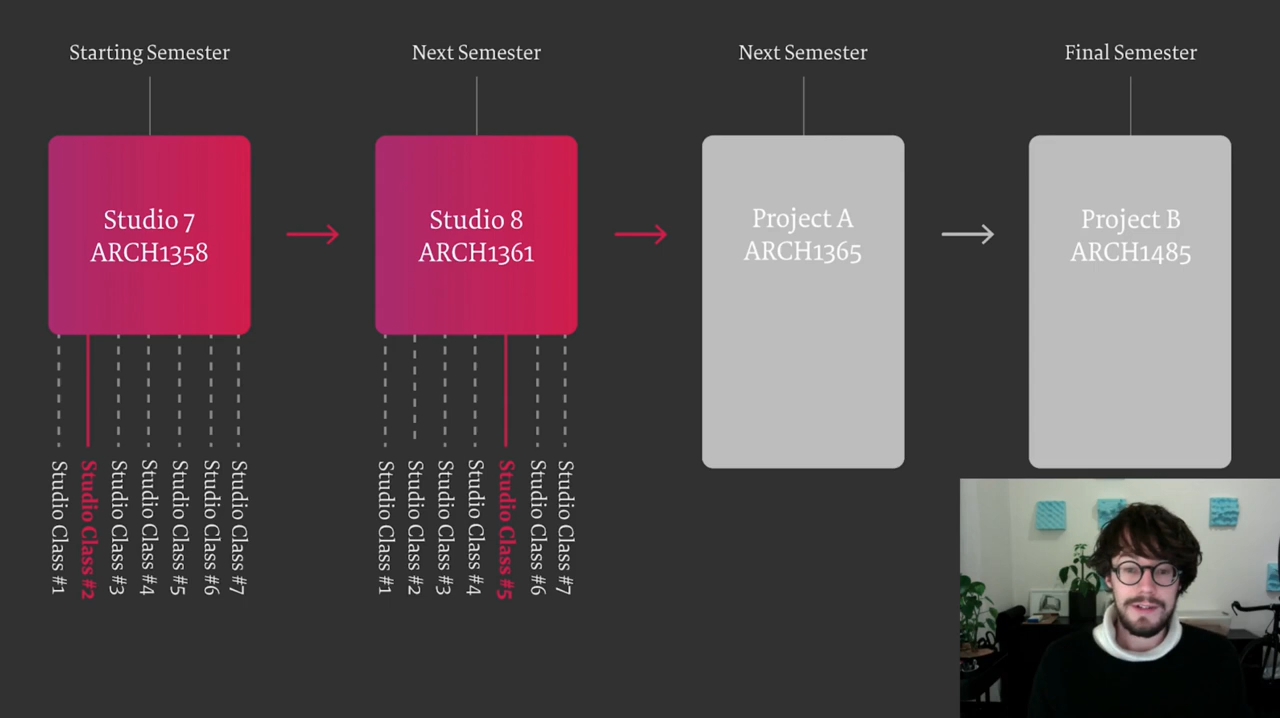 Starting Semester
Next Semester
Next Semester
Final Semester
Studio 7
ARCH1358
Studio 8
ARCH1361
Project A
ARCH1365
Project B
ARCH1485
Studio Class #1
Studio Class #2
Studio Class #3
Studio Class #4
Studio Class #5
Studio Class #6
Studio Class #7
Studio Class #1
Studio Class #2
Studio Class #3
Studio Class #4
Studio Class #5
Studio Class #6
Studio Class #7